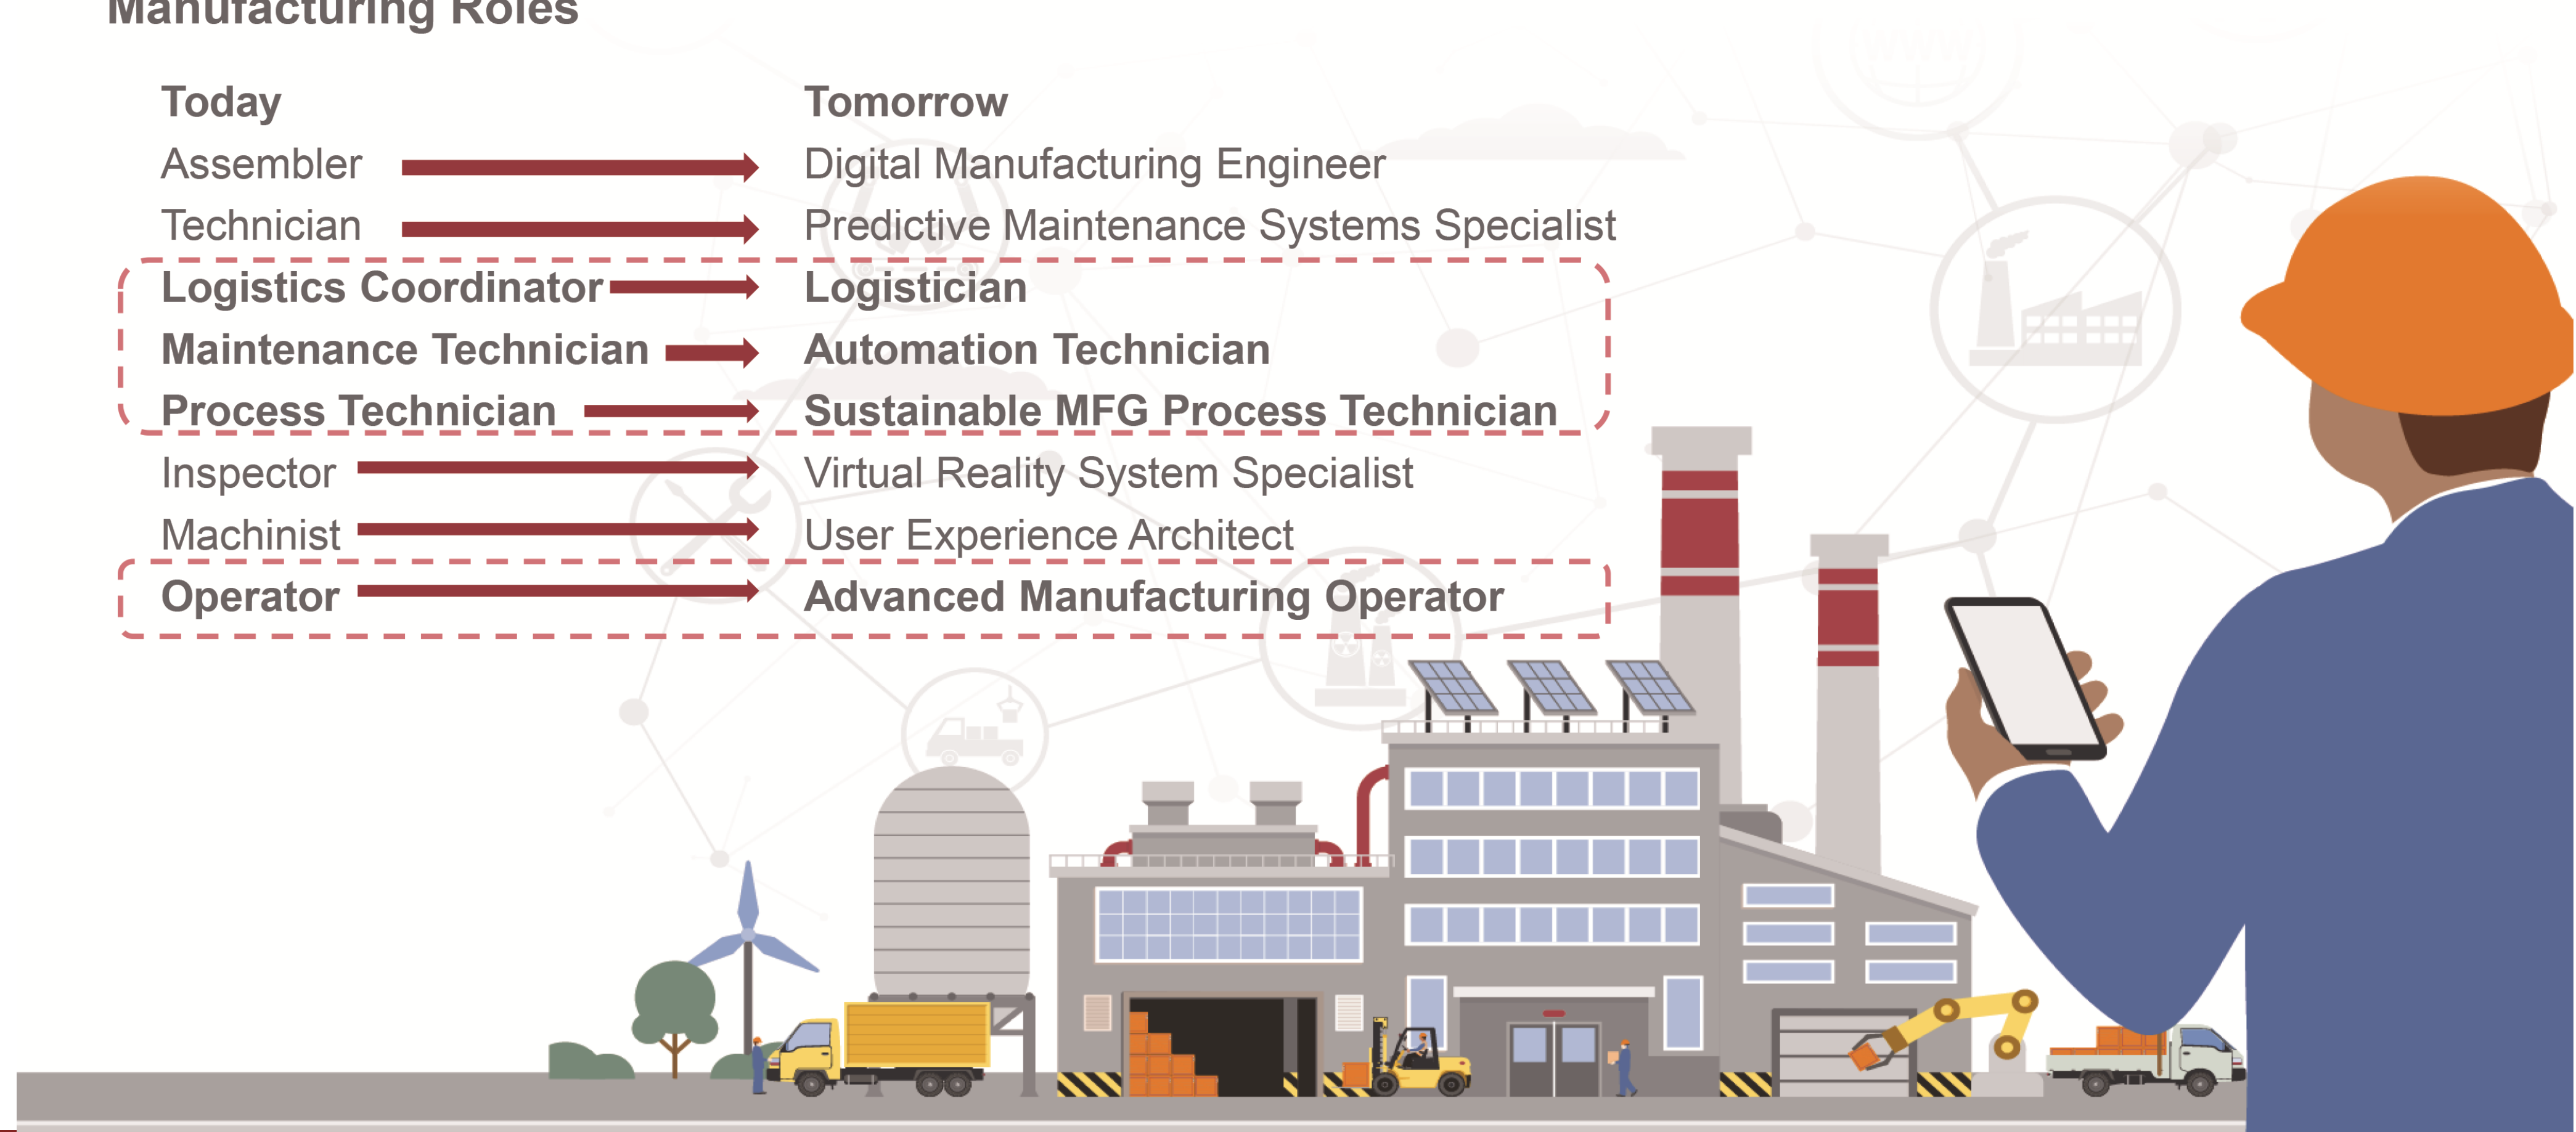 Manufacturing Roles
Today Tomorrow
Assembler Digital Manufacturing Engineer
Technician Predictive Maintenance Systems Specialist
Logistics Coordinator Logistician
Maintenance Technician Automation Technician
Process Technician Sustainable MFG Process Technician
Inspector Virtual Reality System Specialist
Machinist User Experience Architect
Operator Advanced Manufacturing Operator
WWW